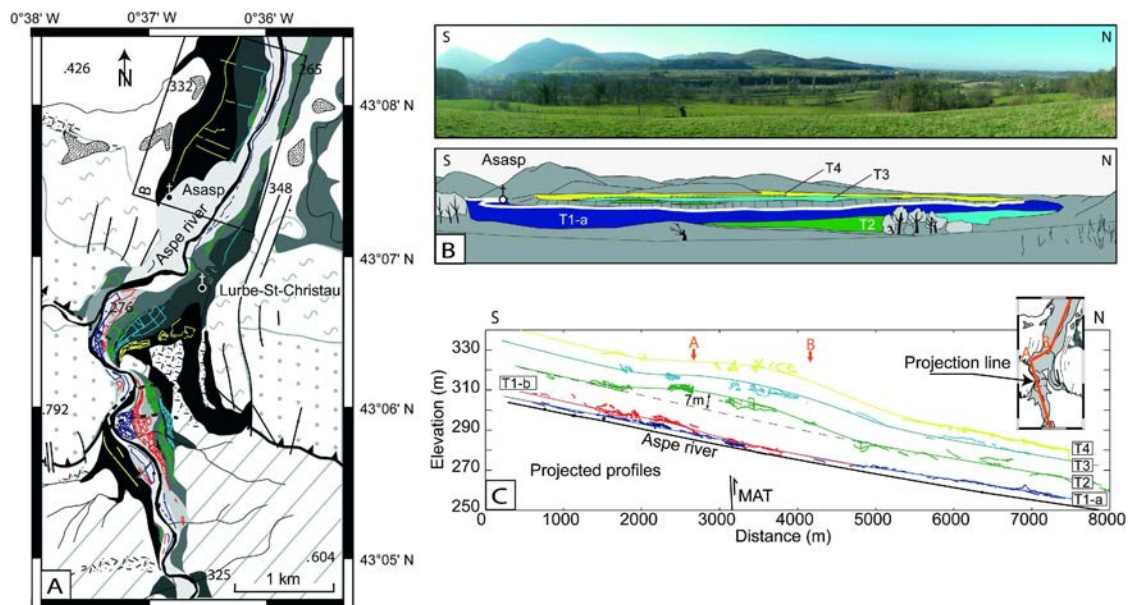 0°38' W 0°37' W 0°36' W
N
.426
.332
.265
43°08' N
B
Asasp
.348
Aspe river
43°07' N
Lurbe-St-Christau
.276
.792
43°06' N
.604
43°05' N
.325
1 km
A
S N
S N
Asasp
T4
T3
T1-a
T2
B
S N
A B
Projection line
A
B
330
310
290
270
250
Elevation (m)
T1-b
7m
Aspe river
Projected profiles
MAT
T4
T3
T2
T1-a
C
0 1000 2000 3000 4000 5000 6000 7000 8000
Distance (m)